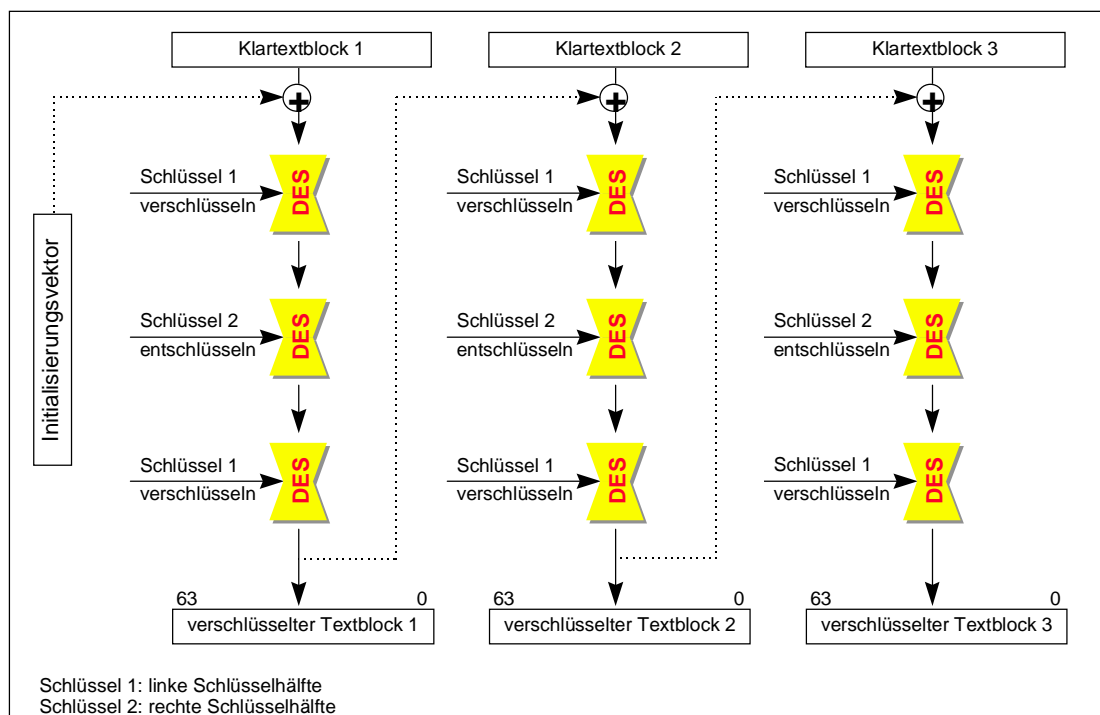 Klartextblock 1
Klartextblock 2
Klartextblock 3
Initialisierungsvektor
Schlüssel 1
verschlüsseln
DES
Schlüssel 1
verschlüsseln
DES
Schlüssel 1
verschlüsseln
DES
Schlüssel 2
entschlüsseln
DES
Schlüssel 2
entschlüsseln
DES
Schlüssel 2
entschlüsseln
DES
Schlüssel 1
verschlüsseln
DES
Schlüssel 1
verschlüsseln
DES
Schlüssel 1
verschlüsseln
DES
63 0
verschlüsselter Textblock 1
63 0
verschlüsselter Textblock 2
63 0
verschlüsselter Textblock 3
Schlüssel 1: linke Schlüsselhälfte
Schlüssel 2: rechte Schlüsselhälfte